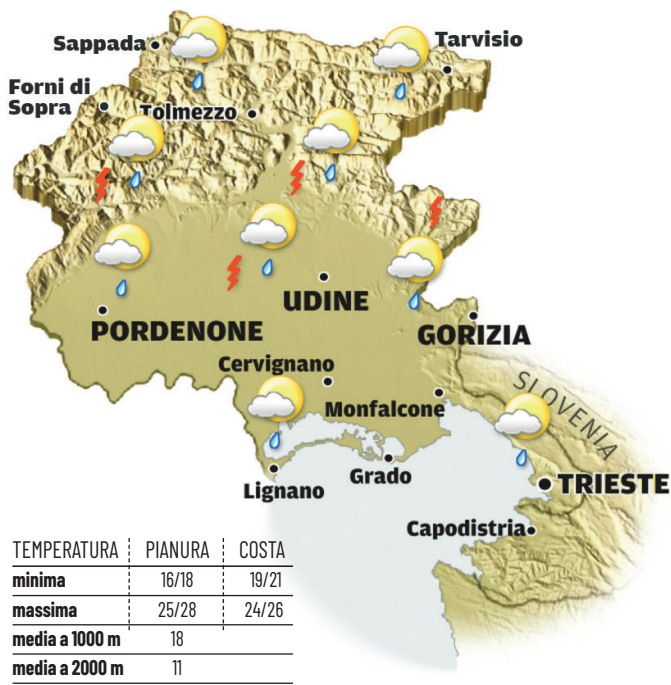 Sappada
Tarvisio
Forni di
Sopra
Tolmezzo
UDINE
PORDENONE
GORIZIA
Cervignano
SLOVENIA
Monfalcone
Grado
Lignano
TRIESTE
Capodistria
TEMPERATURA PIANURA COSTA
minima 16/18 19/21
massima 25/28 24/26
media a 1000 m 18
media a 2000 m 11